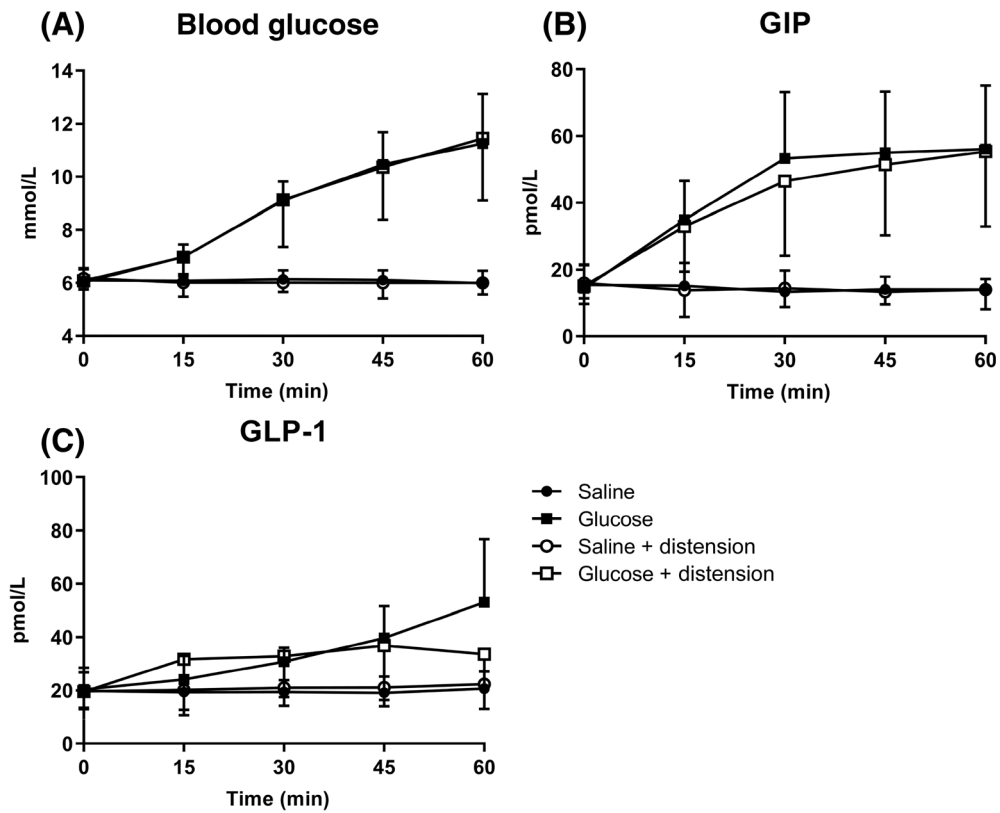 (A) Blood glucose
14
12
10
8
6
4
mmol/L
0 15 30 45 60
Time (min)
(B) GIP
80
60
40
20
0
pmol/L
0 15 30 45 60
Time (min)
(C) GLP-1
100
80
60
40
20
0
pmol/L
0 15 30 45 60
Time (min)
Saline
Glucose
Saline + distension
Glucose + distension